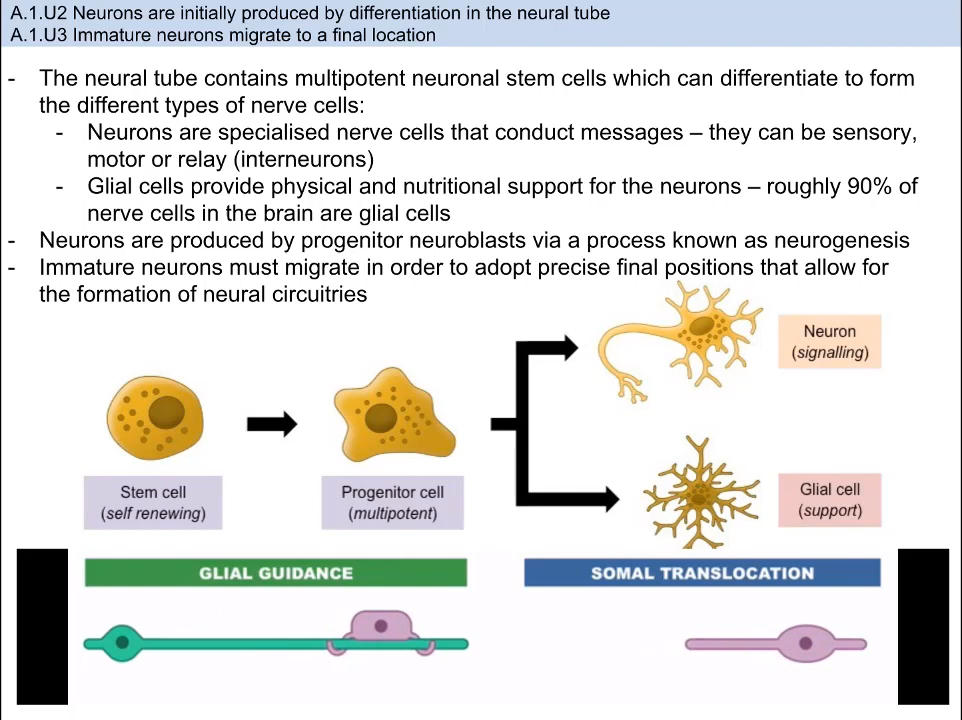 A.1.U2 Neurons are initially produced by differentiation in the neural tube
A.1.U3 Immature neurons migrate to a final location
- The neural tube contains multipotent neuronal stem cells which can differentiate to form
the different types of nerve cells:
- Neurons are specialised nerve cells that conduct messages – they can be sensory,
motor or relay (interneurons)
- Glial cells provide physical and nutritional support for the neurons – roughly 90% of
nerve cells in the brain are glial cells
- Neurons are produced by progenitor neuroblasts via a process known as neurogenesis
- Immature neurons must migrate in order to adopt precise final positions that allow for
the formation of neural circuitries
Neuron
(signalling)
Stem cell
(self renewing)
Progenitor cell
(multipotent)
Glial cell
(support)
GLIAL GUIDANCE
SOMAL TRANSLOCATION